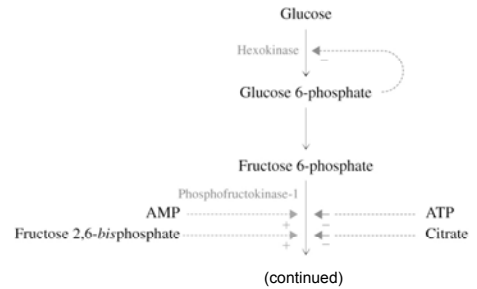 Glucose
Hexokinase
−
Glucose 6-phosphate
Fructose 6-phosphate
Phosphofructokinase-1
AMP ATP
+ −
Fructose 2,6-bisphosphate Citrate
+ −
(continued)